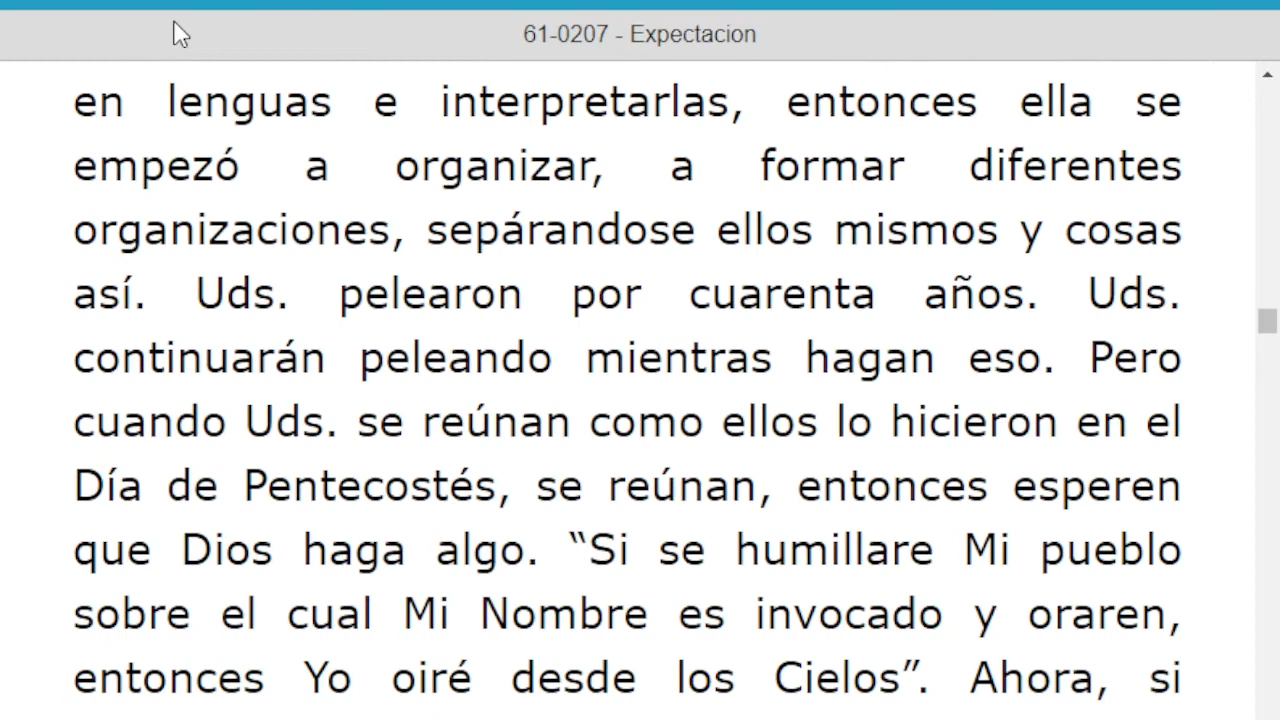 61-0207 - Expectacion
en lenguas e interpretarlas, entonces ella se
empezó a organizar, a formar diferentes
organizaciones, sepárandose ellos mismos y cosas
así. Uds. pelearon por cuarenta años. Uds.
continuarán peleando mientras hagan eso. Pero
cuando Uds. se reúnan como ellos lo hicieron en el
Día de Pentecostés, se reúnan, entonces esperen
que Dios haga algo. “Si se humillare Mi pueblo
sobre el cual Mi Nombre es invocado y oraren,
entonces Yo oiré desde los Cielos”. Ahora, si